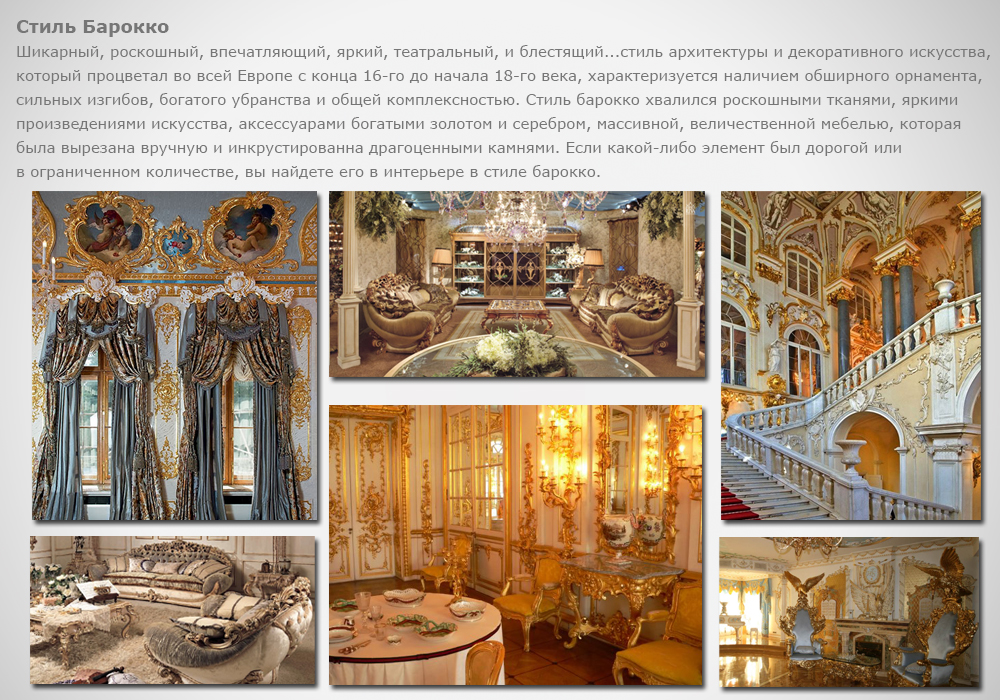 Стиль Барокко
Шикарный, роскошный, впечатляющий, яркий, театральный, и блестящий...стиль архитектуры и декоративного искусства,
который процветал во всей Европе с конца 16-го до начала 18-го века, характеризуется наличием обширного орнамента,
сильных изгибов, богатого убранства и общей комплексностью. Стиль барокко хвалился роскошными тканями, яркими
произведениями искусства, аксессуарами богатыми золотом и серебром, массивной, величественной мебелью, которая
была вырезана вручную и инкрустированна драгоценными камнями. Если какой-либо элемент был дорогой или
в ограниченном количестве, вы найдете его в интерьере в стиле барокко.